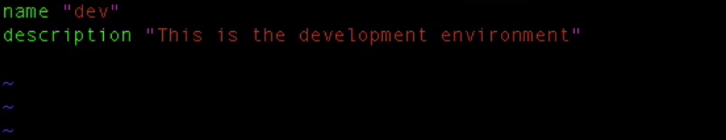 name "dev"
description "This is the development environment"
~
~
~